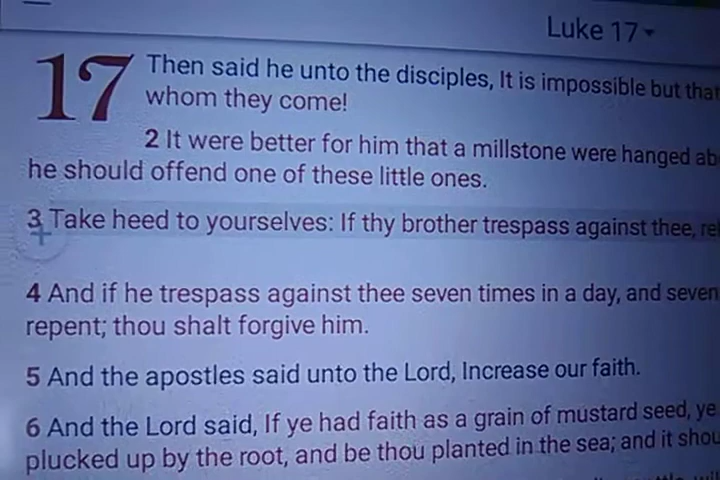 Luke 17
17 Then said he unto the disciples, It is impossible but that
whom they come!
2 It were better for him that a millstone were hanged
he should offend one of these little ones.
3 Take heed to yourselves: If thy brother trespass against thee,
4 And if he trespass against thee seven times in a day, and seven
repent; thou shalt forgive him.
5 And the apostles said unto the Lord, Increase our faith.
6 And the Lord said, If ye had faith as a grain of mustard seed, ye
plucked up by the root, and be thou planted in the sea; and it